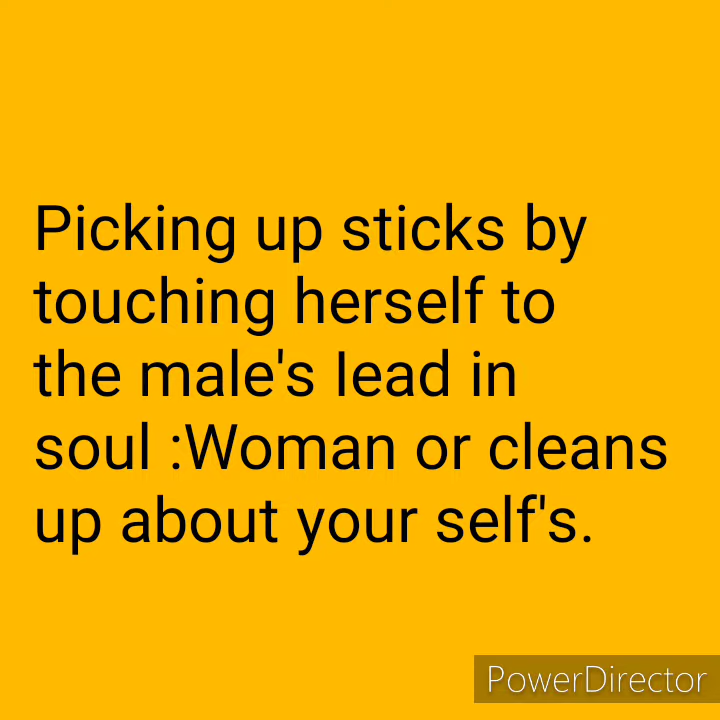 Picking up sticks by
touching herself to
the male's lead in
soul :Woman or cleans
up about your self's.
PowerDirector